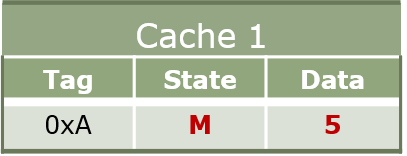 Cache 1
Tag State Data
0xA M 5